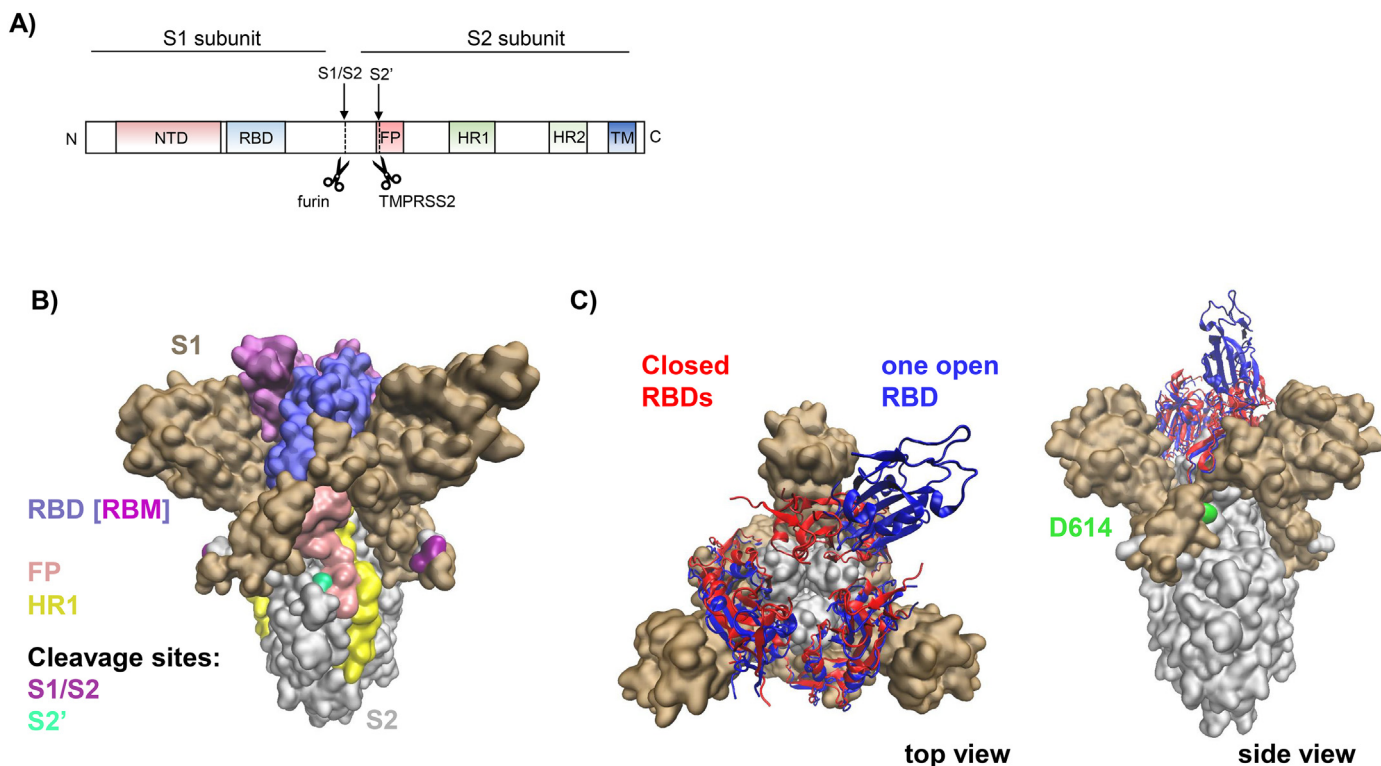 A)
S1 subunit
S2 subunit
S1/S2
S2'
N
NTD
RBD
FP
HR1
HR2
TM
C
furin
TMPRSS2
B)
S1
RBD [RBM]
FP
HR1
Cleavage sites:
S1/S2
S2'
S2
C)
Closed
RBDs
one open
RBD
top view
D614
side view